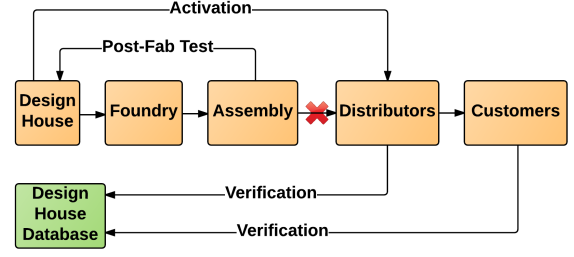 Activation
Post-Fab Test
Design
House
Foundry
Assembly
Distributors
Customers
Verification
Design
House
Database
Verification